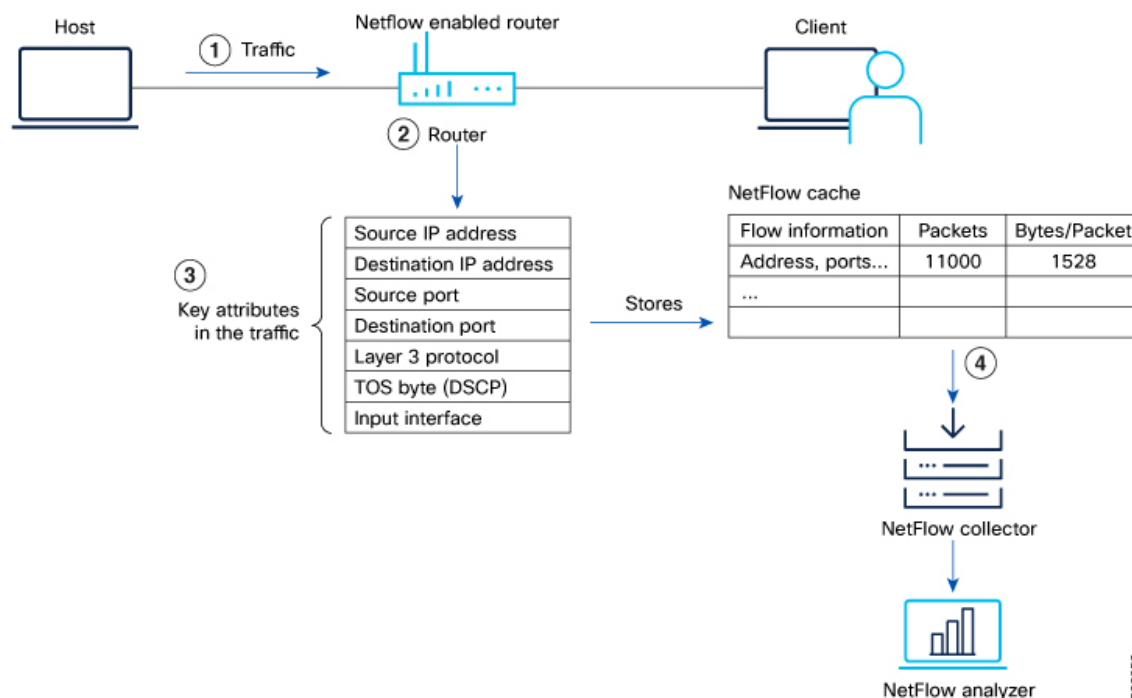 Host
Netflow enabled router
Client
1 Traffic
2 Router
3
Key attributes
in the traffic
Source IP address
Destination IP address
Source port
Destination port
Layer 3 protocol
TOS byte (DSCP)
Input interface
Stores
NetFlow cache
Flow information Packets Bytes/Packet
Address, ports... 11000 1528
...
4
NetFlow collector
NetFlow analyzer